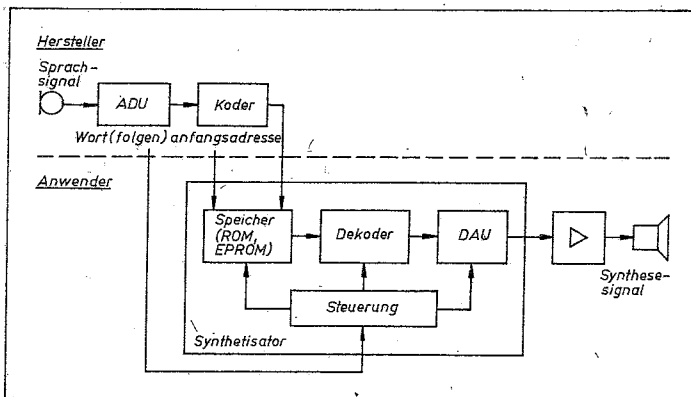 Hersteller
Sprach-
signal
ADU
Koder
Wort(folgen)anfangsadresse
Anwender
Speicher
(ROM,
EPROM)
Dekoder
DAU
Synthese-
signal
Steuerung
Synthetisator